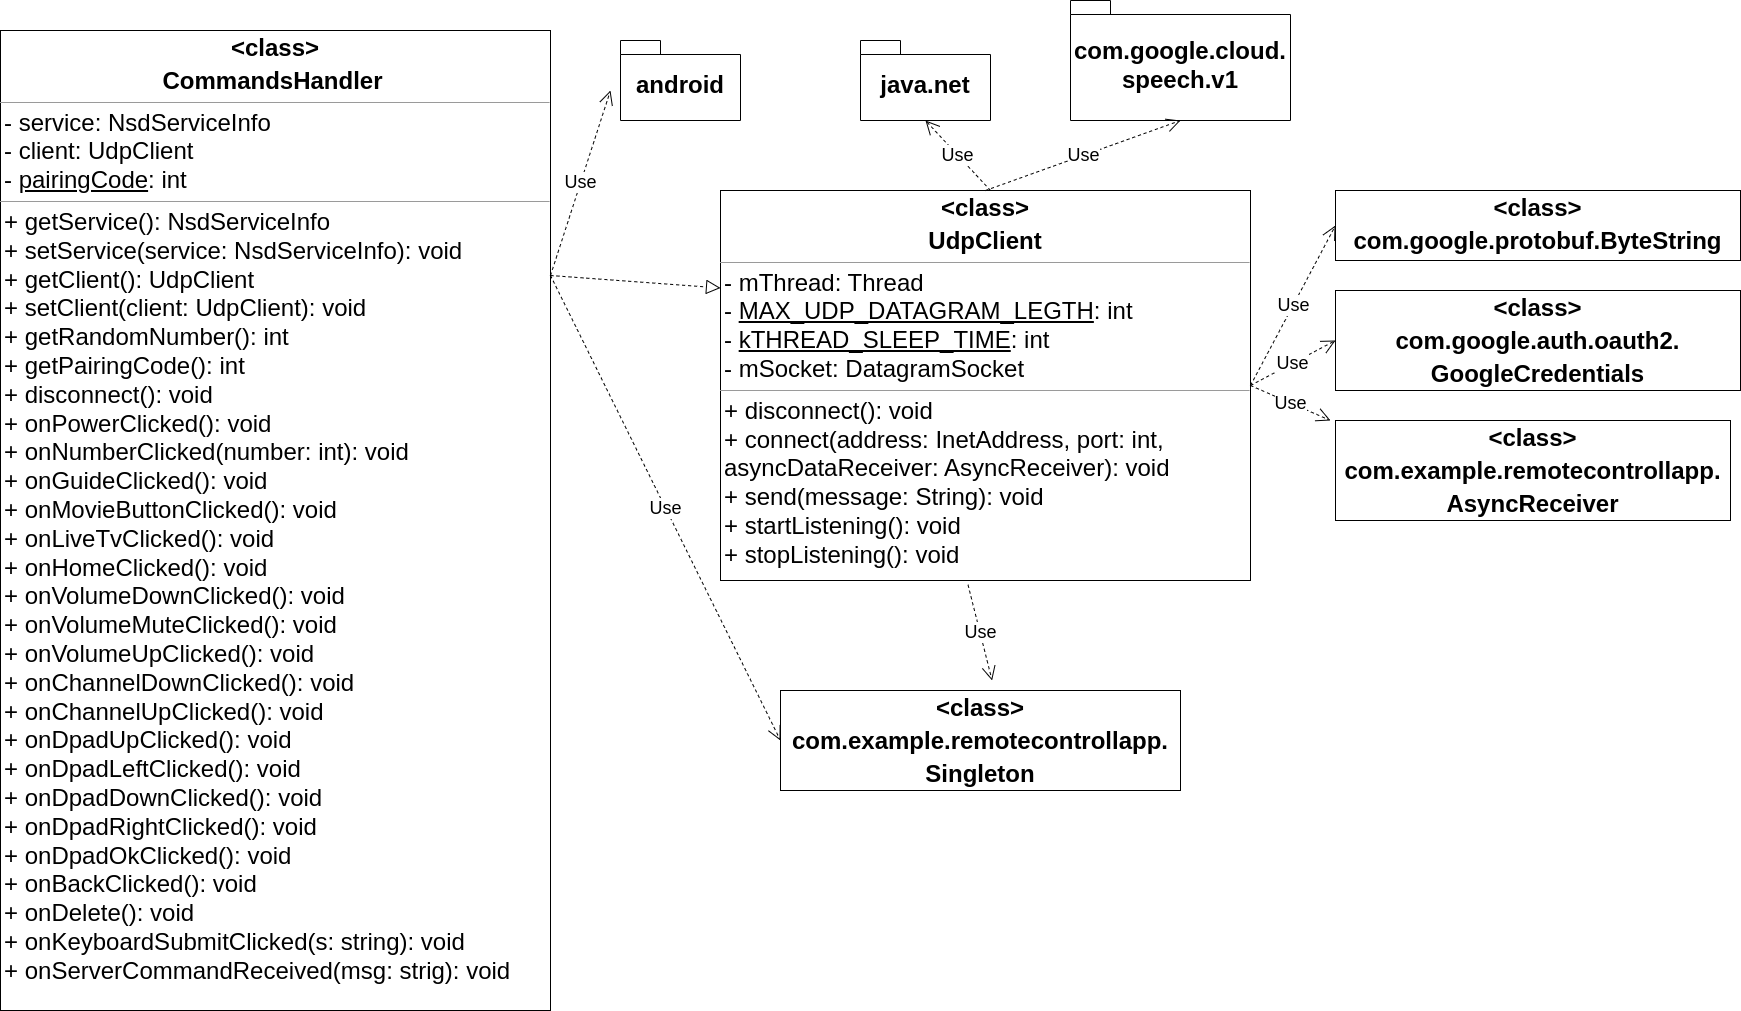 <class>
CommandsHandler
- service: NsdServiceInfo
- client: UdpClient
- pairingCode: int
+ getService(): NsdServiceInfo
+ setService(service: NsdServiceInfo): void
+ getClient(): UdpClient
+ setClient(client: UdpClient): void
+ getRandomNumber(): int
+ getPairingCode(): int
+ disconnect(): void
+ onPowerClicked(): void
+ onNumberClicked(number: int): void
+ onGuideClicked(): void
+ onMovieButtonClicked(): void
+ onLiveTvClicked(): void
+ onHomeClicked(): void
+ onVolumeDownClicked(): void
+ onVolumeMuteClicked(): void
+ onVolumeUpClicked(): void
+ onChannelDownClicked(): void
+ onChannelUpClicked(): void
+ onDpadUpClicked(): void
+ onDpadLeftClicked(): void
+ onDpadDownClicked(): void
+ onDpadRightClicked(): void
+ onDpadOkClicked(): void
+ onBackClicked(): void
+ onDelete(): void
+ onKeyboardSubmitClicked(s: string): void
+ onServerCommandReceived(msg: strig): void
Use
Use
android
java.net
com.google.cloud.
speech.v1
Use
Use
<class>
UdpClient
- mThread: Thread
- MAX_UDP_DATAGRAM_LEGTH: int
- kTHREAD_SLEEP_TIME: int
- mSocket: DatagramSocket
+ disconnect(): void
+ connect(address: InetAddress, port: int,
asyncDataReceiver: AsyncReceiver): void
+ send(message: String): void
+ startListening(): void
+ stopListening(): void
Use
<class>
com.example.remotecontrollapp.
Singleton
Use
Use
Use
<class>
com.google.protobuf.ByteString
<class>
com.google.auth.oauth2.
GoogleCredentials
<class>
com.example.remotecontrollapp.
AsyncReceiver